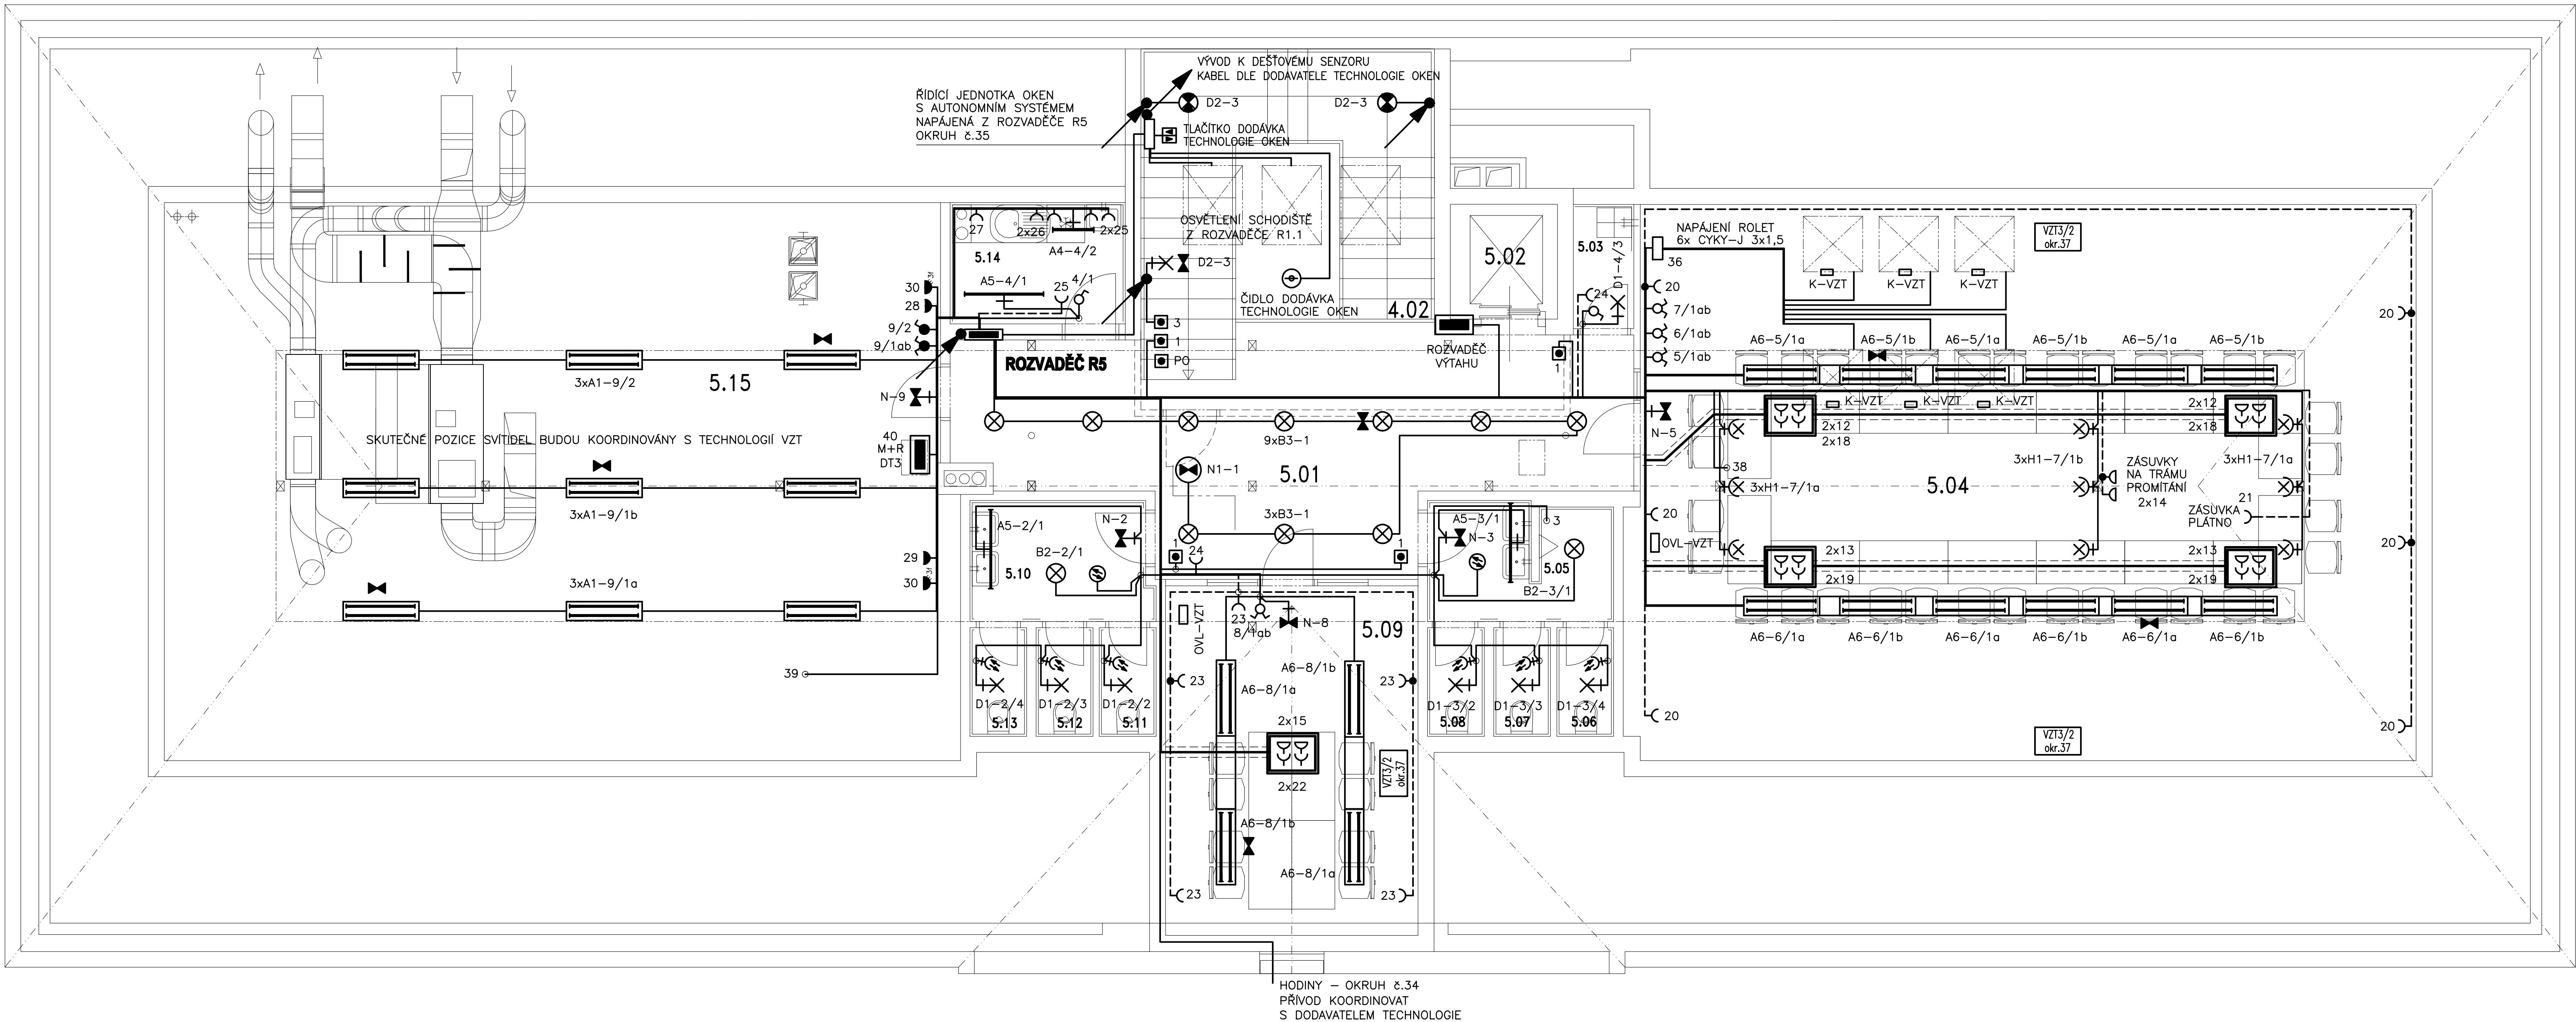 VÝVOD K DEŠŤOVÉMU SENZORU
KABEL DLE DODAVATELE TECHNOLOGIE OKEN
ŘÍDÍCÍ JEDNOTKA OKEN
S AUTONOMNÍM SYSTÉMEM
NAPÁJENÁ Z ROZVADĚČE R5
OKRUH č.35
D2-3
D2-3
TLAČÍTKO DODÁVKA
TECHNOLOGIE OKEN
OSVĚTLENÍ SCHODIŠTĚ
Z ROZVADĚČE R1.1
D2-3
ČIDLO DODÁVKA
TECHNOLOGIE OKEN
4.02
3
1
PO
27
2x26
2x25
A4-4/2
5.14
A5-4/1
25
4/1
30
28
9/2
9/1ab
ROZVADĚČ R5
5.02
ROZVADĚČ
VÝTAHU
5.03
D1-4/3
24
1
NAPÁJENÍ ROLET
6x CYKY-J 3x1,5
36
20
7/1ab
6/1ab
5/1ab
K-VZT
K-VZT
K-VZT
VZT3/2
okr.37
20
A6-5/1a
A6-5/1b
A6-5/1a
A6-5/1b
A6-5/1a
A6-5/1b
K-VZT
K-VZT
K-VZT
3xA1-9/2
5.15
N-9
SKUTEČNÉ POZICE SVÍTIDEL BUDOU KOORDINOVÁNY S TECHNOLOGIÍ VZT
40
M+R
DT3
9xB3-1
N1-1
5.01
3xB3-1
N-5
2x12
2x18
2x12
2x18
38
3xH1-7/1a
3xH1-7/1b
3xH1-7/1a
5.04
ZÁSUVKY
NA TRÁMU
PROMÍTÁNÍ
2x14
21
ZÁSUVKA
PLÁTNO
20
OVL-VZT
20
3xA1-9/1b
A5-2/1
N-2
B2-2/1
5.10
1
24
1
A5-3/1
N-3
3
5.05
B2-3/1
2x13
2x19
2x13
2x19
29
30
3xA1-9/1a
OVL-VZT
23
8/1ab
N-8
5.09
A6-6/1a
A6-6/1b
A6-6/1a
A6-6/1b
A6-6/1a
A6-6/1b
39
23
A6-8/1a
A6-8/1b
23
D1-2/4
D1-2/3
D1-2/2
5.13
5.12
5.11
D1-3/2
D1-3/3
D1-3/4
5.08
5.07
5.06
20
20
2x15
2x22
VZT3/2
okr.37
VZT3/2
okr.37
A6-8/1b
A6-8/1a
23
23
HODINY – OKRUH č.34
PŘÍVOD KOORDINOVAT
S DODAVATELEM TECHNOLOGIE